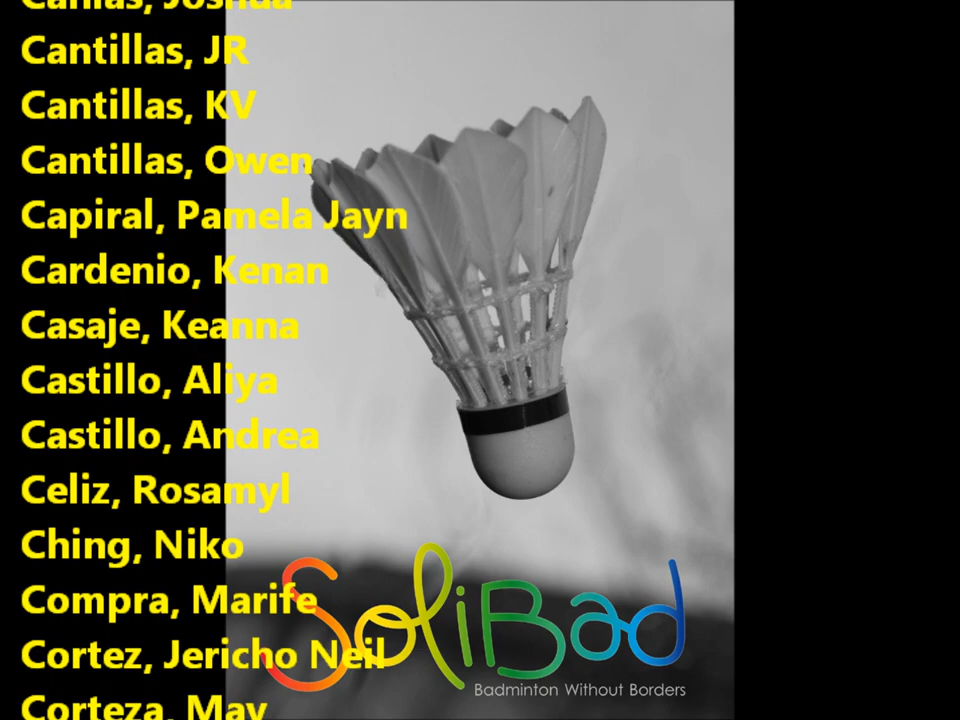 Cantillas, JR
Cantillas, KV
Cantillas, Owen
Capiral, Pamela Jayn
Cardenio, Kenan
Casaje, Keanna
Castillo, Aliya
Castillo, Andrea
Celiz, Rosamyl
Ching, Niko
Compra, Marife
Cortez, Jericho Neil
Corteza, May
SoliBad
Badminton Without Borders